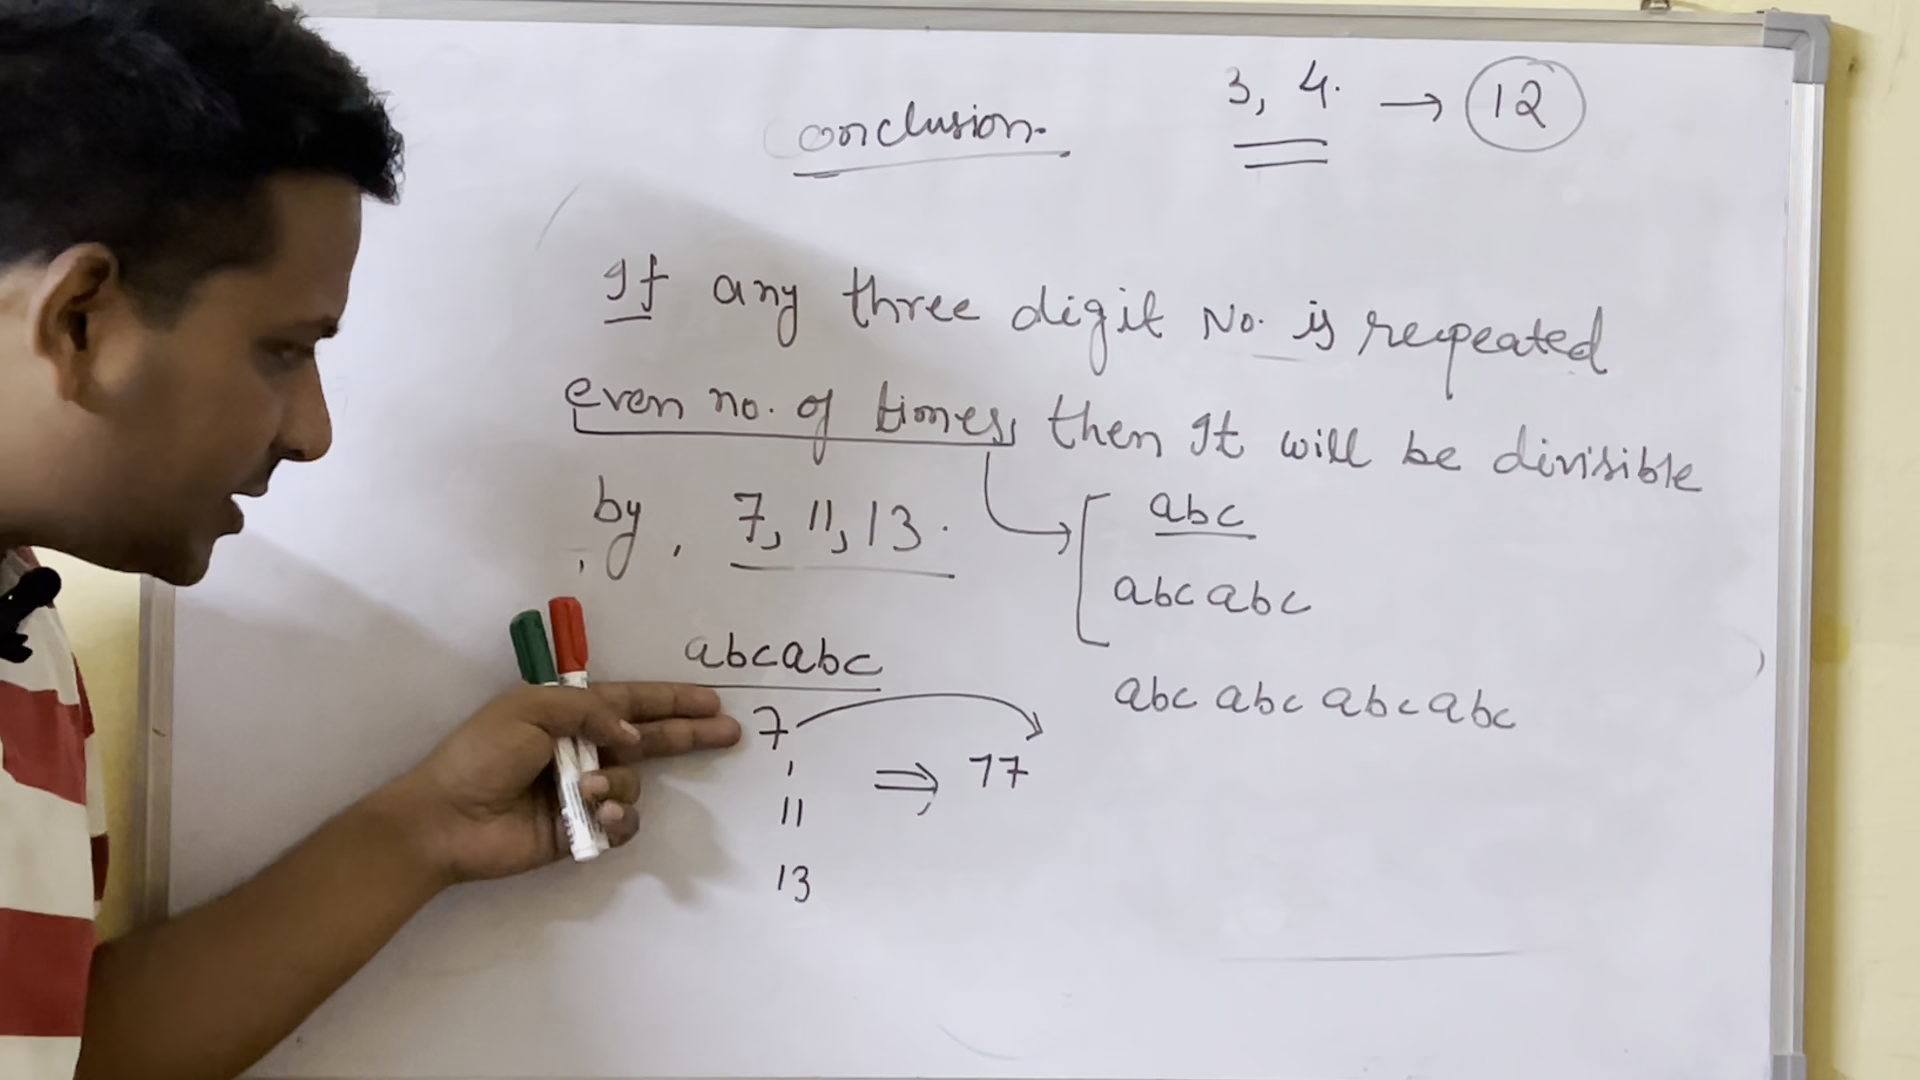 Conclusion.
3, 4. → 12
If any three digit No. is repeated
even no. of times, then It will be divisible
by, 7, 11, 13.
abc
abcabc
abcabc
abc abc abc abc
7
⇒ 77
11
13